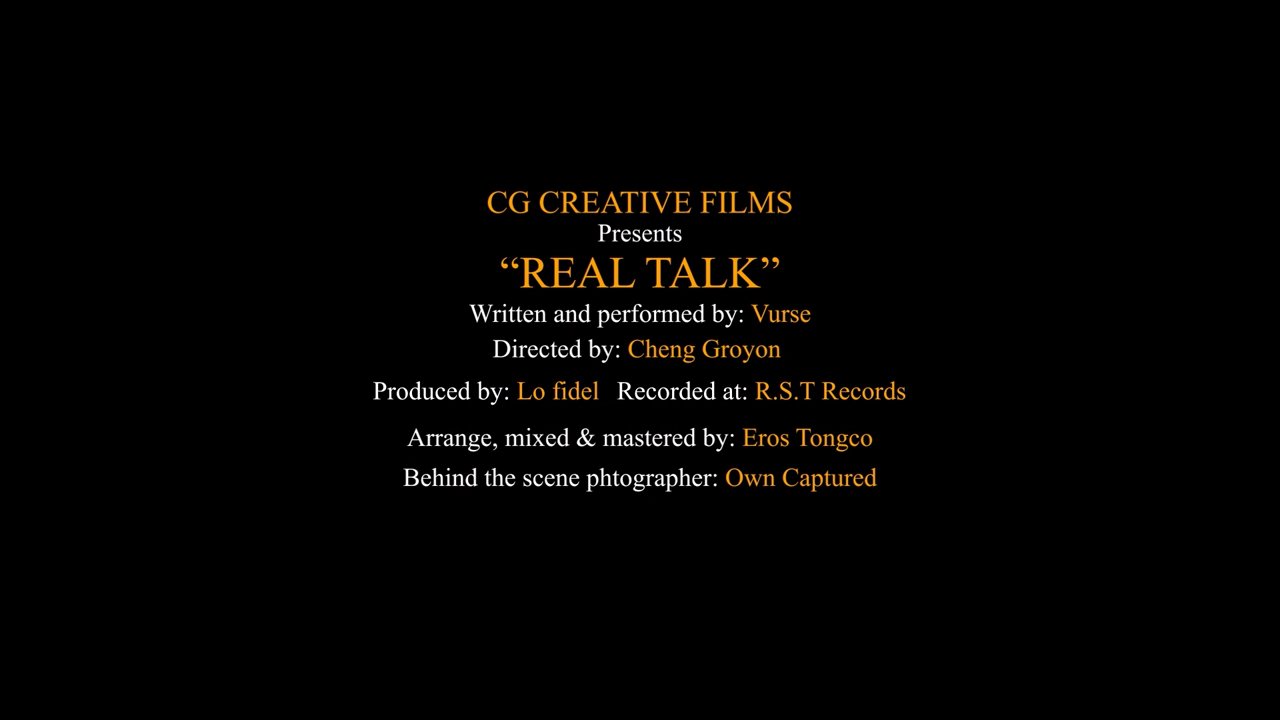 CG CREATIVE FILMS
Presents
“REAL TALK”
Written and performed by: Vurse
Directed by: Cheng Groyon
Produced by: Lo fidel Recorded at: R.S.T Records
Arrange, mixed & mastered by: Eros Tongco
Behind the scene phtographer: Own Captured